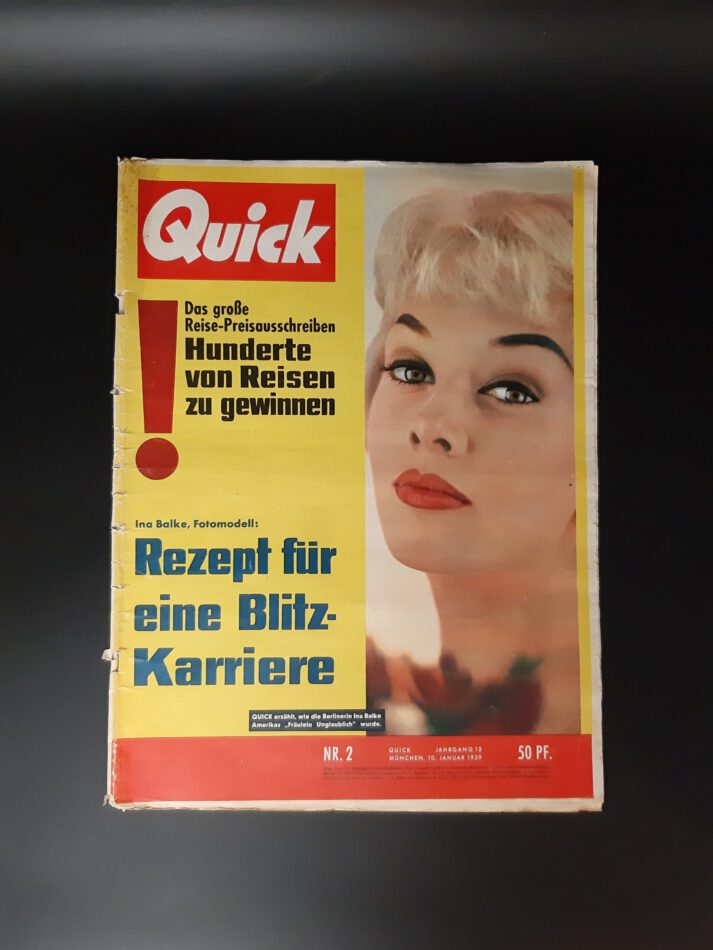 Quick
!
Das große
Reise-Preisausschreiben
Hunderte
von Reisen
zu gewinnen
Ina Balke, Fotomodell:
Rezept für
eine Blitz-
Karriere
QUICK erzählt, wie die Berlinerin Ina Balke
Amerikas „Fräulein Unglaublich" wurde.
NR. 2
QUICK JAHRGANG 12
MÜNCHEN, 10. JANUAR 1959
50 PF.